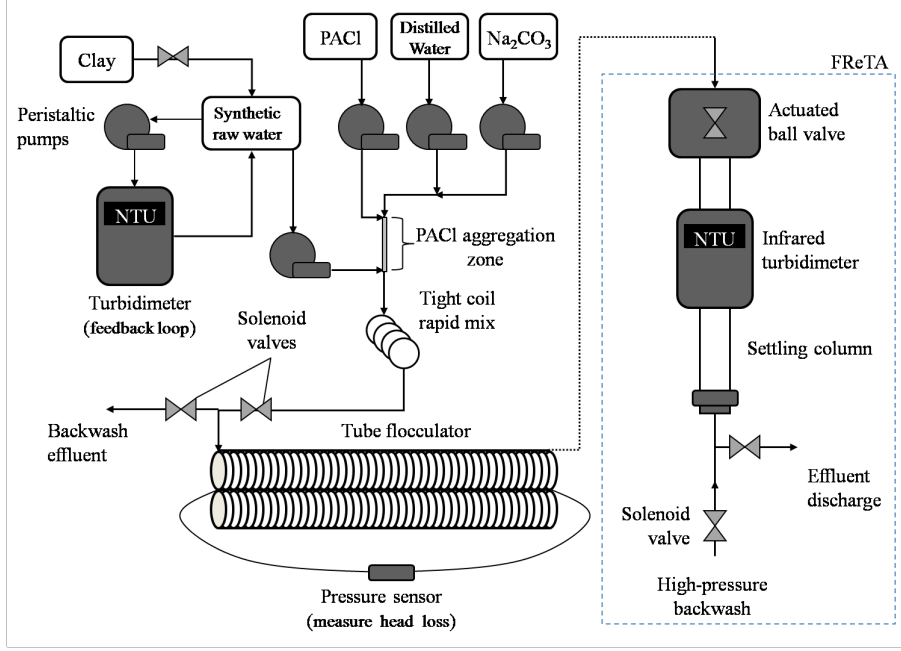 PACl
Distilled
Water
Na₂CO₃
Clay
FReTA
Peristaltic
pumps
Synthetic
raw water
Actuated
ball valve
NTU
NTU
Infrared
turbidimeter
PACl aggregation
zone
Turbidimeter
(feedback loop)
Solenoid
valves
Tight coil
rapid mix
Settling column
Backwash
effluent
Tube flocculator
Effluent
discharge
Solenoid
valve
High-pressure
backwash
Pressure sensor
(measure head loss)